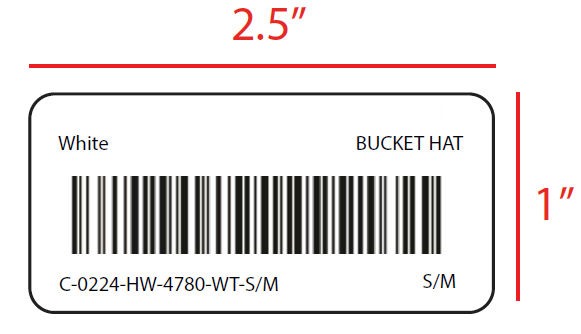 2.5″
White BUCKET HAT
1″
C-0224-HW-4780-WT-S/M S/M